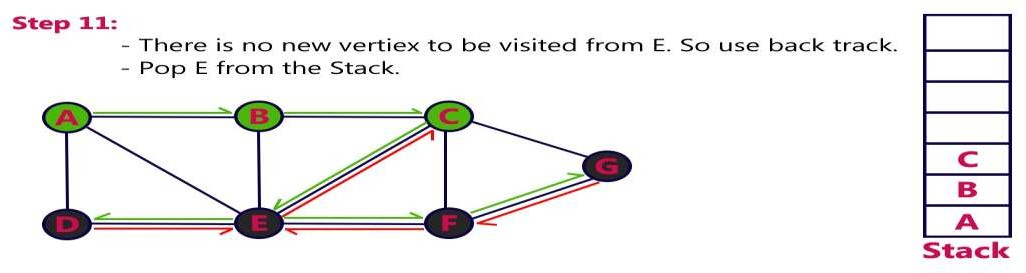 Step 11:
- There is no new vertiex to be visited from E. So use back track.
- Pop E from the Stack.
A B C
G
D E F
C
B
A
Stack